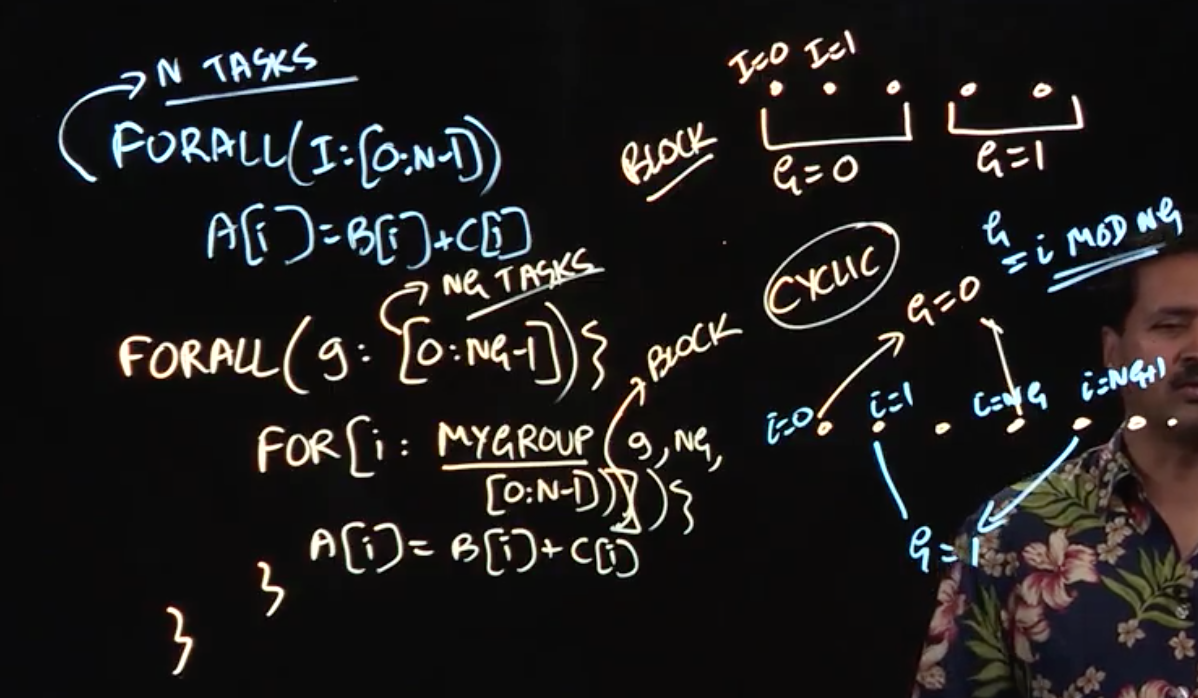 N TASKS
FORALL(I:[0:N-1])
A[i]=B[i]+C[i]
NG TASKS
FORALL(g:[0:NG-1]){
BLOCK
FOR[i: MYGROUP(g,NG,
[0:N-1])){
A[i]=B[i]+C[i]
}
}
I=0 I=1
BLOCK
G=0 G=1
CYCLIC
G
= i MOD NG
G=0
i=0 i=1 i=NG i=NG+1
G=1